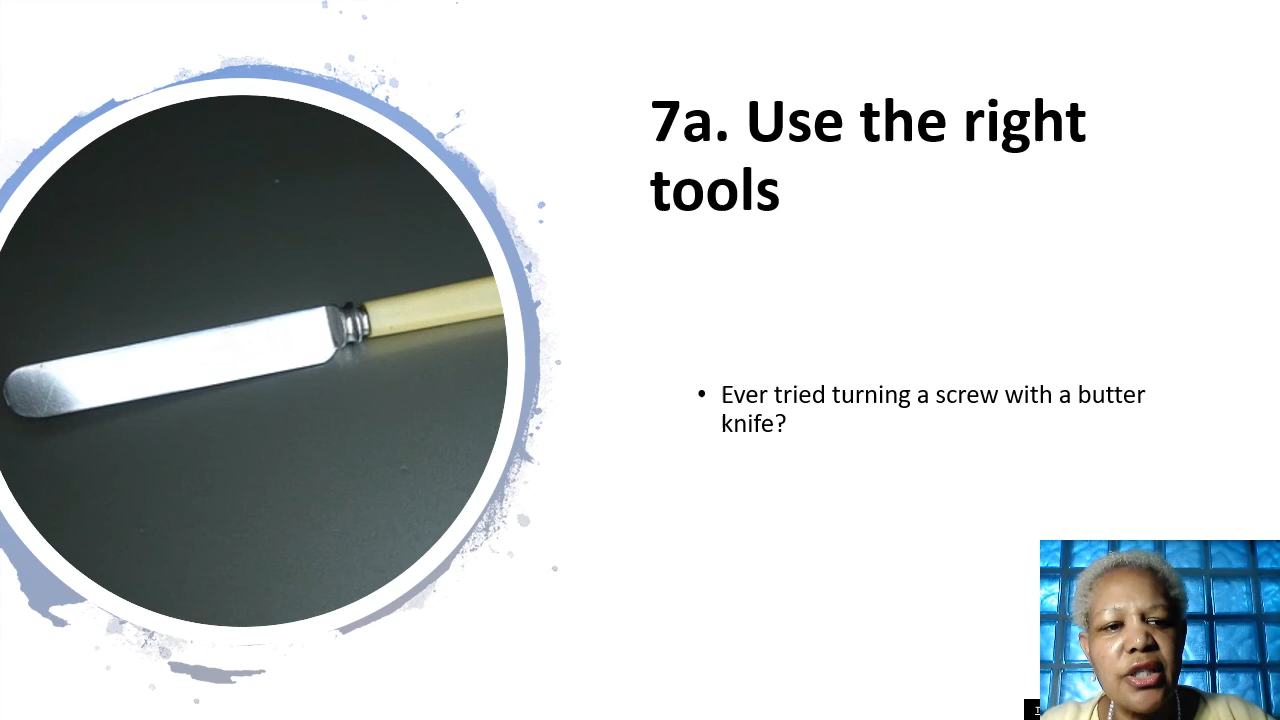 7a. Use the right
tools
• Ever tried turning a screw with a butter
knife?